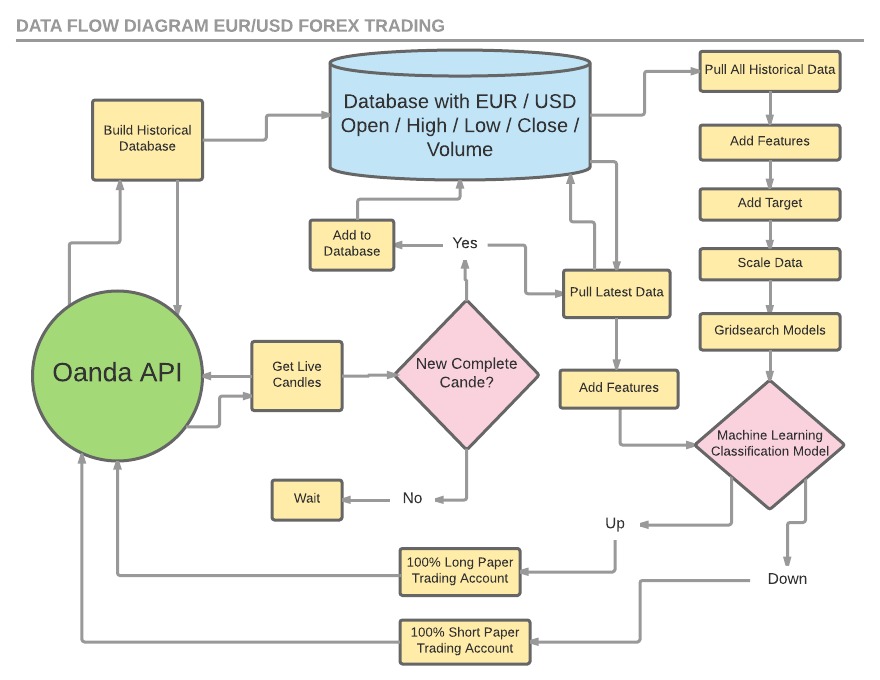 DATA FLOW DIAGRAM EUR/USD FOREX TRADING
Pull All Historical Data
Database with EUR / USD
Open / High / Low / Close /
Volume
Build Historical
Database
Add Features
Add Target
Add to
Database
Yes
Scale Data
Pull Latest Data
Gridsearch Models
Oanda API
Get Live
Candles
New Complete
Cande?
Add Features
Machine Learning
Classification Model
Wait
No
Up
100% Long Paper
Trading Account
Down
100% Short Paper
Trading Account